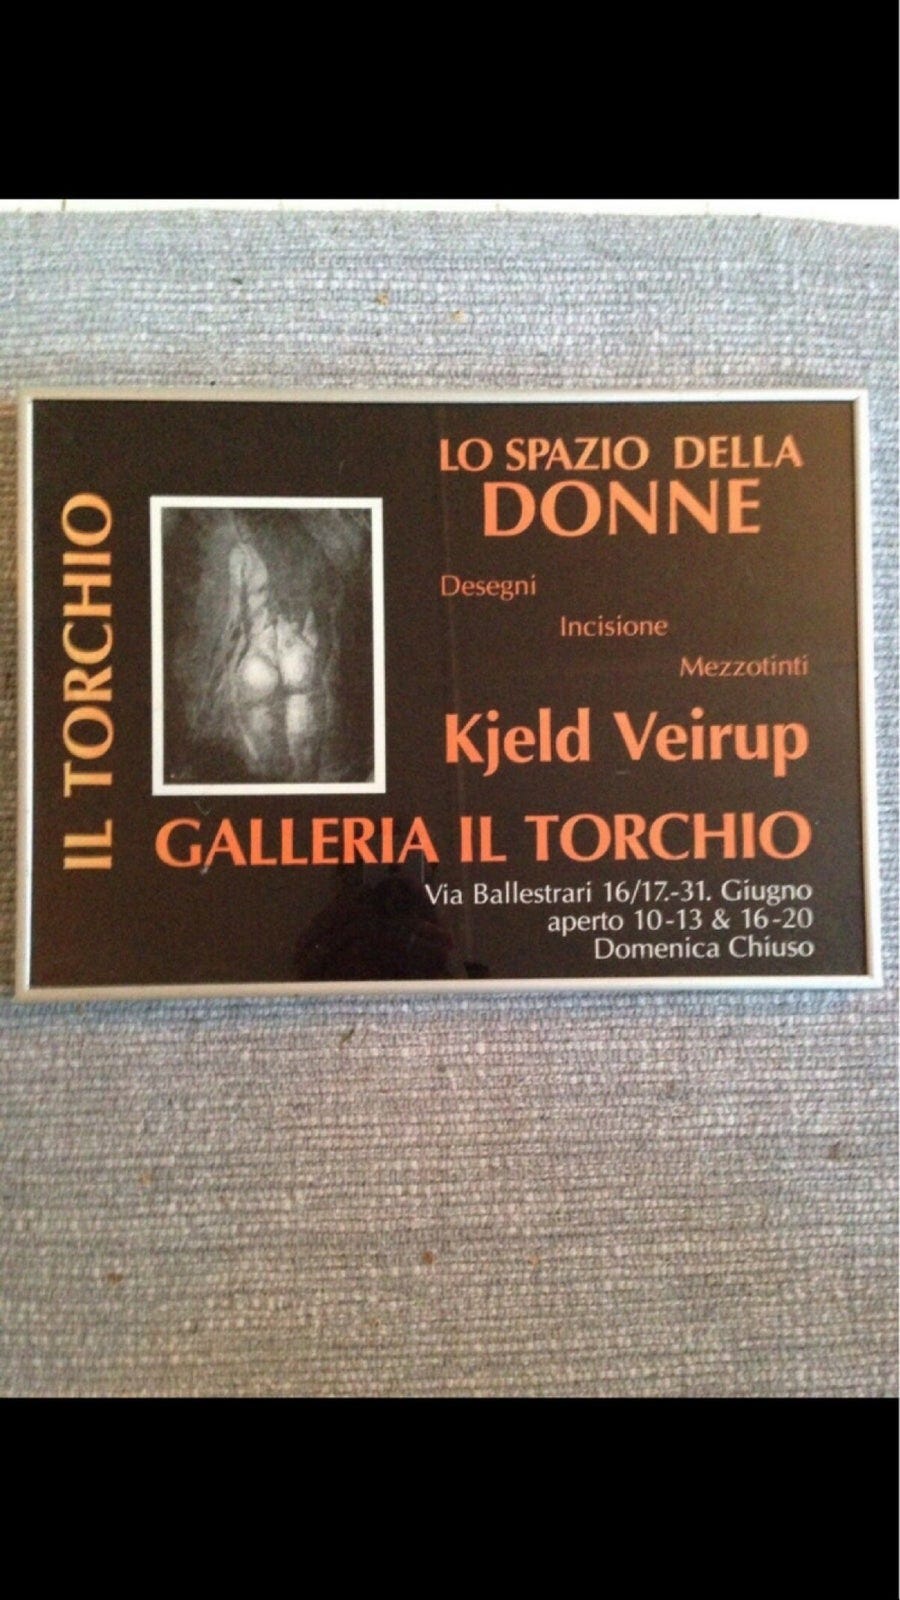 IL TORCHIO
LO SPAZIO DELLA
DONNE
Desegni
Incisione
Mezzotinti
Kjeld Veirup
GALLERIA IL TORCHIO
Via Ballestrari 16/17.-31. Giugno
aperto 10-13 & 16-20
Domenica Chiuso